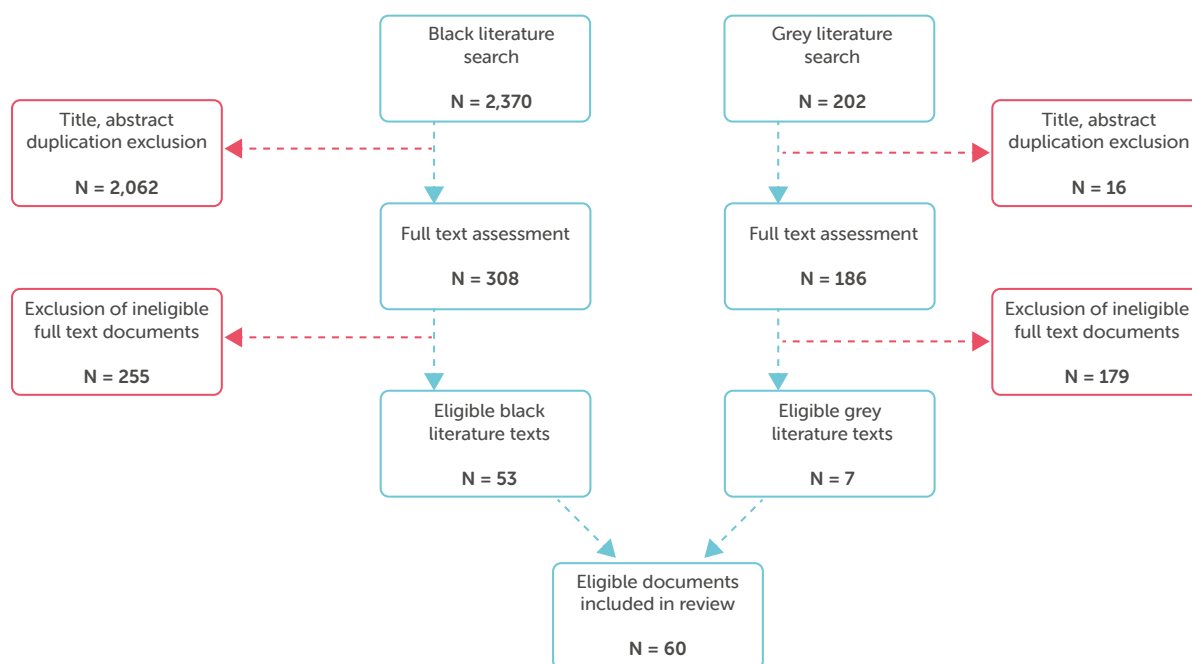 Black literature
search
N = 2,370
Grey literature
search
N = 202
Title, abstract
duplication exclusion
N = 2,062
Title, abstract
duplication exclusion
N = 16
Full text assessment
N = 308
Full text assessment
N = 186
Exclusion of ineligible
full text documents
N = 255
Exclusion of ineligible
full text documents
N = 179
Eligible black
literature texts
N = 53
Eligible grey
literature texts
N = 7
Eligible documents
included in review
N = 60